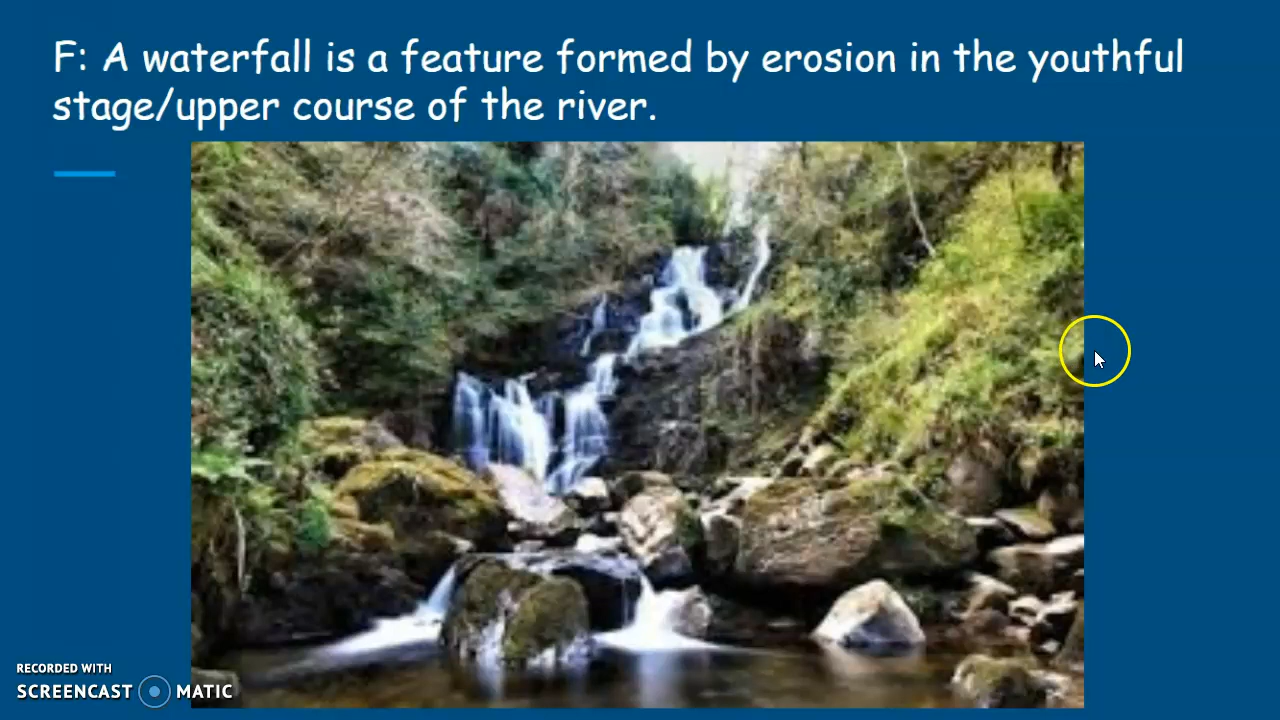 F: A waterfall is a feature formed by erosion in the youthful
stage/upper course of the river.
RECORDED WITH
SCREENCAST MATIC